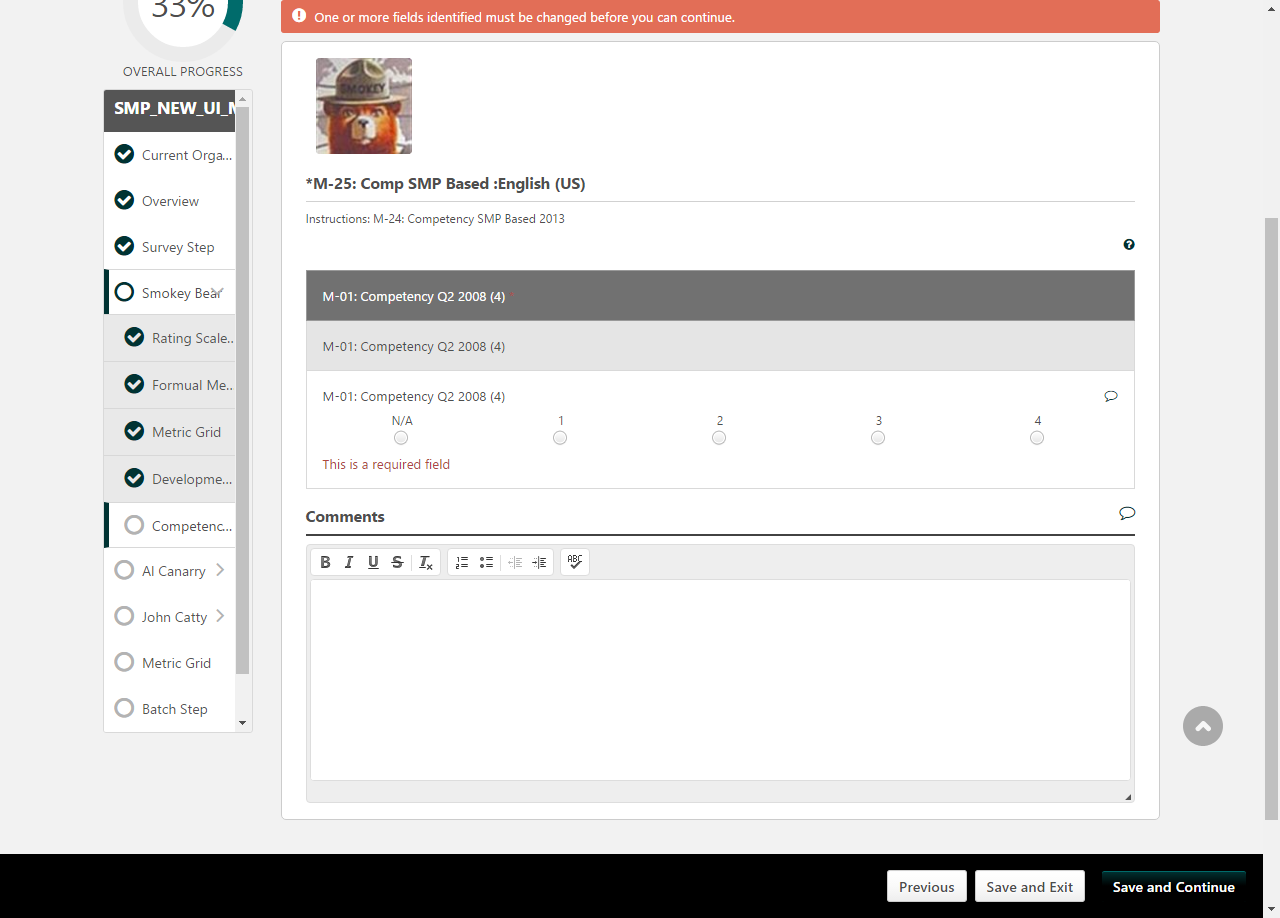 33%
OVERALL PROGRESS
SMP_NEW_UI_M
Current Orga...
Overview
Survey Step
Smokey Bear
Rating Scale..
Formual Me..
Metric Grid
Developme...
Competenc...
Al Canarry
John Catty
Metric Grid
Batch Step
One or more fields identified must be changed before you can continue.
SMOKEY
*M-25: Comp SMP Based :English (US)
Instructions: M-24: Competency SMP Based 2013
M-01: Competency Q2 2008 (4)
M-01: Competency Q2 2008 (4)
M-01: Competency Q2 2008 (4)
N/A 1 2 3 4
This is a required field
Comments
B I U S Tx ABC
Previous Save and Exit Save and Continue